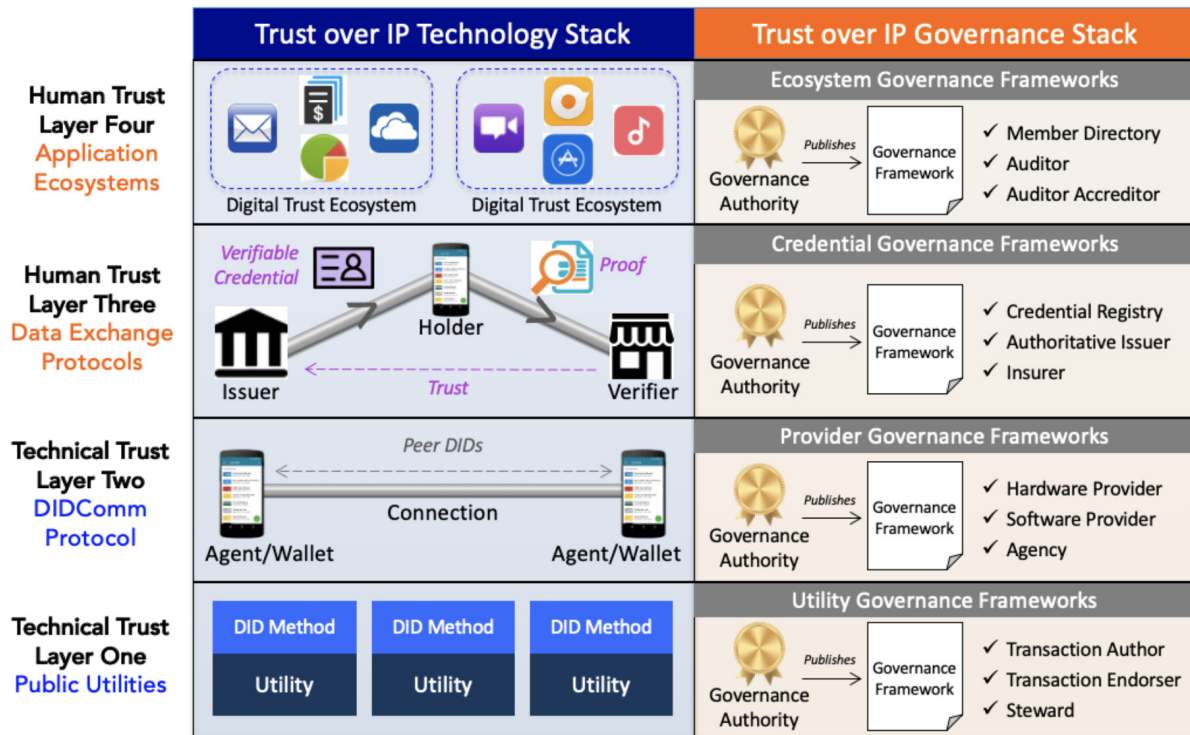 Trust over IP Technology Stack
Trust over IP Governance Stack
Human Trust
Layer Four
Application
Ecosystems
$
Digital Trust Ecosystem
Digital Trust Ecosystem
Ecosystem Governance Frameworks
Governance
Authority
Publishes
Governance
Framework
✓ Member Directory
✓ Auditor
✓ Auditor Accreditor
Human Trust
Layer Three
Data Exchange
Protocols
Verifiable
Credential
Proof
Holder
Issuer
Trust
Verifier
Credential Governance Frameworks
Governance
Authority
Publishes
Governance
Framework
✓ Credential Registry
✓ Authoritative Issuer
✓ Insurer
Technical Trust
Layer Two
DIDComm
Protocol
Peer DIDs
Connection
Agent/Wallet
Agent/Wallet
Provider Governance Frameworks
Governance
Authority
Publishes
Governance
Framework
✓ Hardware Provider
✓ Software Provider
✓ Agency
Technical Trust
Layer One
Public Utilities
DID Method
Utility
DID Method
Utility
DID Method
Utility
Utility Governance Frameworks
Governance
Authority
Publishes
Governance
Framework
✓ Transaction Author
✓ Transaction Endorser
✓ Steward